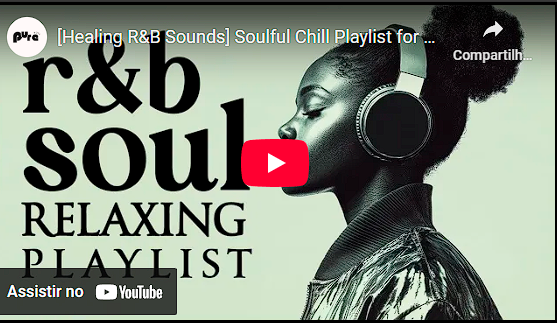 pure
[Healing R&B Sounds] Soulful Chill Playlist for ...
Compartilh...
r&b
soul
RELAXING
PLAYLIST
Assistir no YouTube